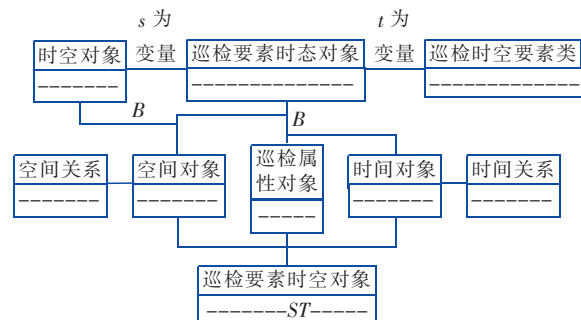 s 为
变量
t 为
变量
时空对象
巡检要素时态对象
巡检时空要素类
B
B
空间关系
空间对象
巡检属
性对象
时间对象
时间关系
巡检要素时空对象
-------ST-----